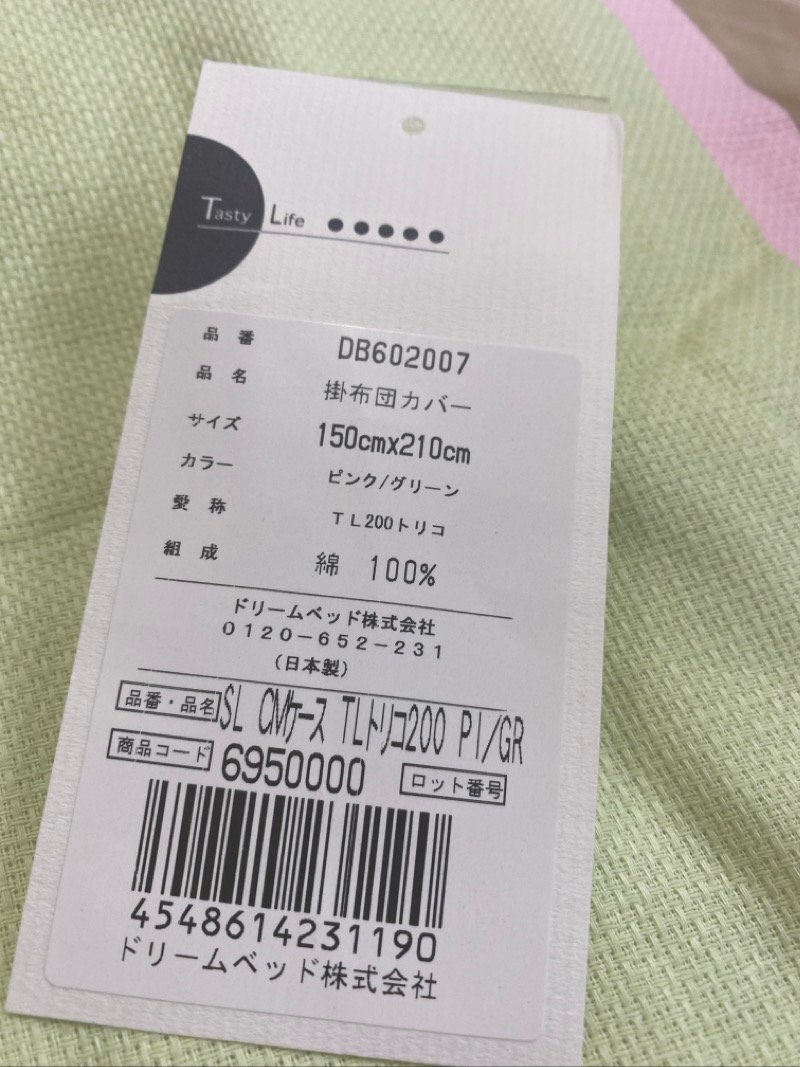 Tasty Life
品番 DB602007
品名 掛布団カバー
サイズ 150cmx210cm
カラー ピンク/グリーン
愛称 TL200トリコ
組成 綿 100%
ドリームベッド株式会社
0120-652-231
(日本製)
品番・品名 SL CMケース TLトリコ200 PI/GR
商品コード 6950000 ロット番号
4548614231190
ドリームベッド株式会社